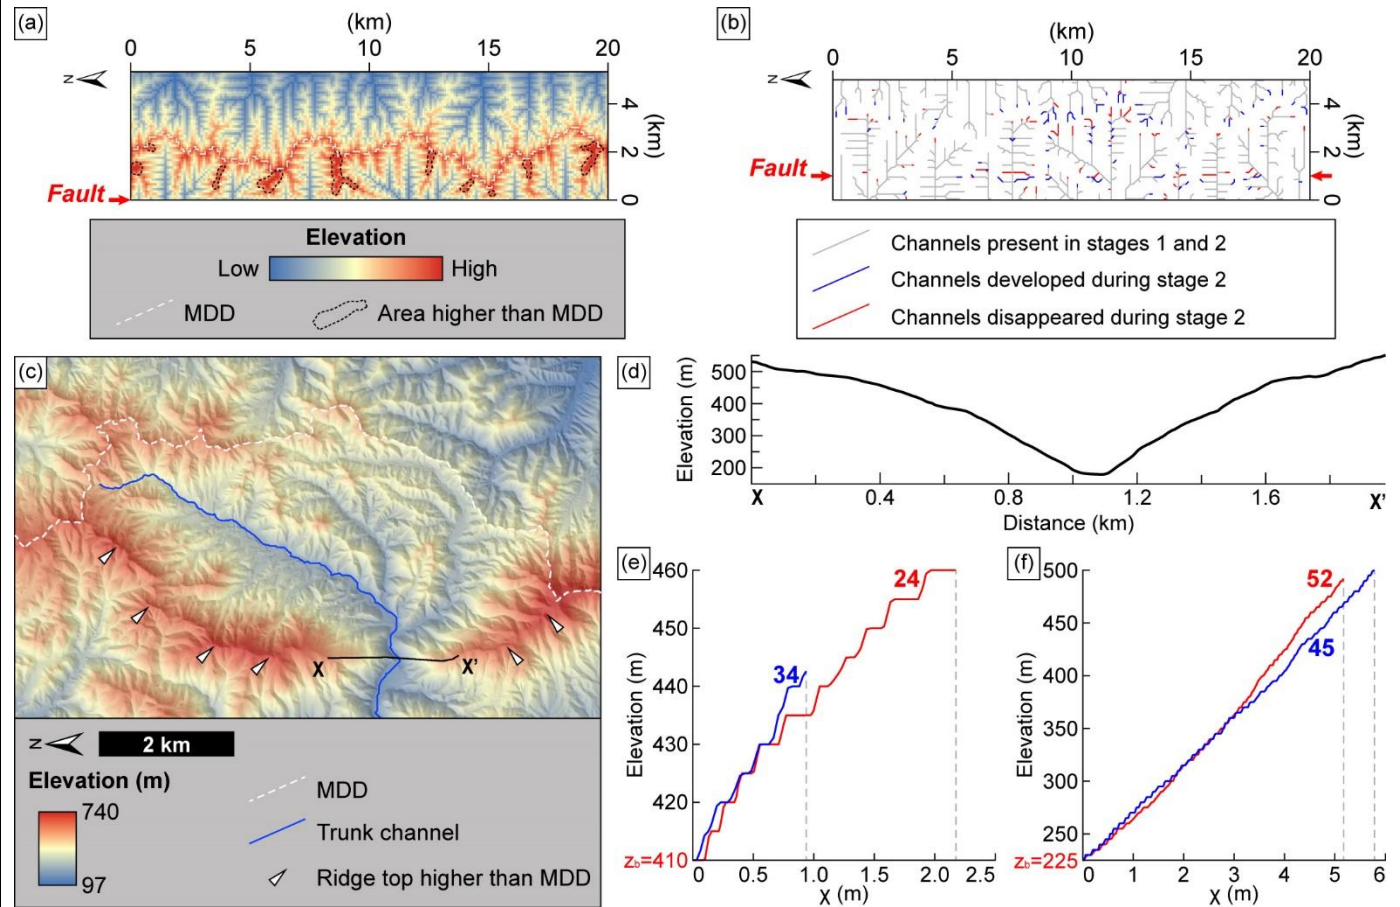 (a)
(km)
0 5 10 15 20
N
4
2
0
(km)
Fault
Elevation
Low High
MDD
Area higher than MDD
(b)
(km)
0 5 10 15 20
N
4
2
0
(km)
Fault
Channels present in stages 1 and 2
Channels developed during stage 2
Channels disappeared during stage 2
(c)
X X'
N
2 km
Elevation (m)
740
97
MDD
Trunk channel
Ridge top higher than MDD
(d)
Elevation (m)
500
400
300
200
X 0.4 0.8 1.2 1.6 X'
Distance (km)
(e)
Elevation (m)
460
450
440
430
420
z_b=410
24
34
0 0.5 1.0 1.5 2.0 2.5
χ (m)
(f)
Elevation (m)
500
450
400
350
300
250
z_b=225
52
45
0 1 2 3 4 5 6
χ (m)